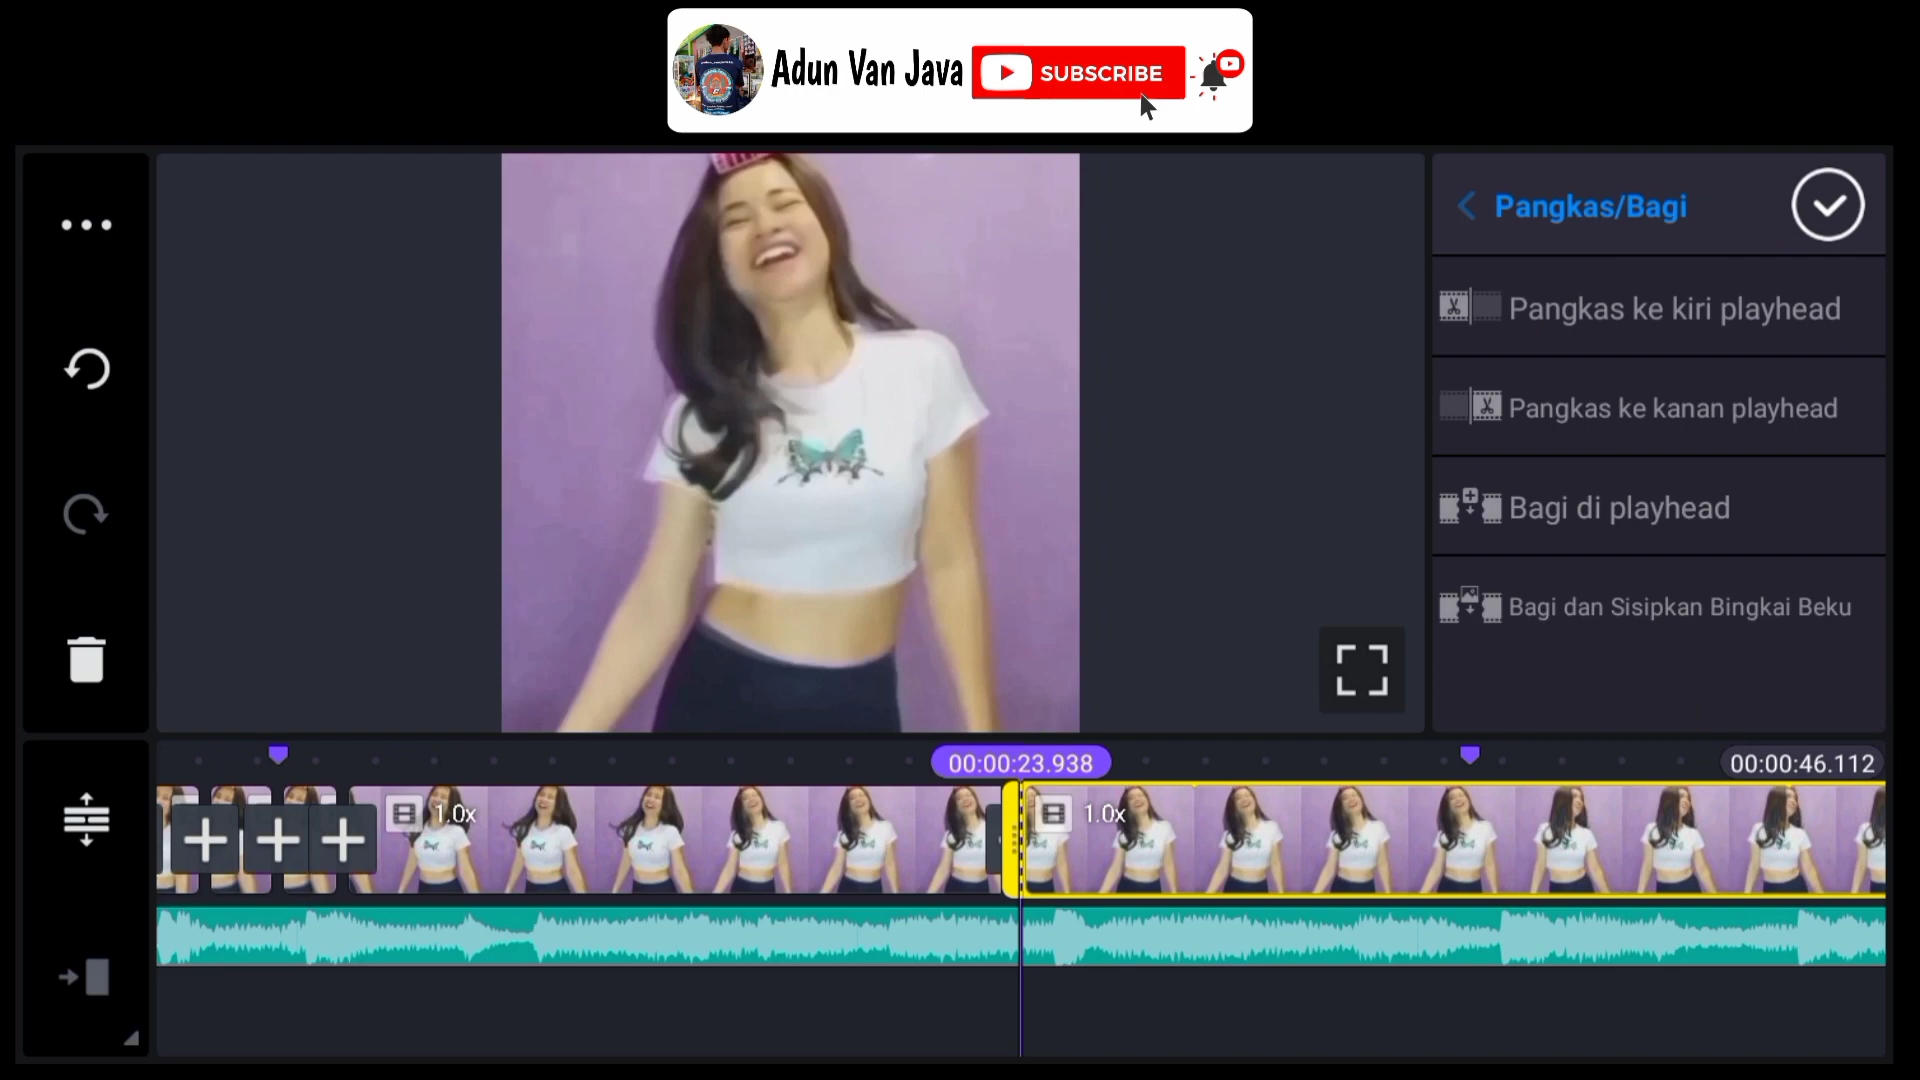 Adun Van Java
SUBSCRIBE
Pangkas/Bagi
Pangkas ke kiri playhead
Pangkas ke kanan playhead
Bagi di playhead
Bagi dan Sisipkan Bingkai Beku
00:00:23.938
00:00:46.112
1.0x
1.0x